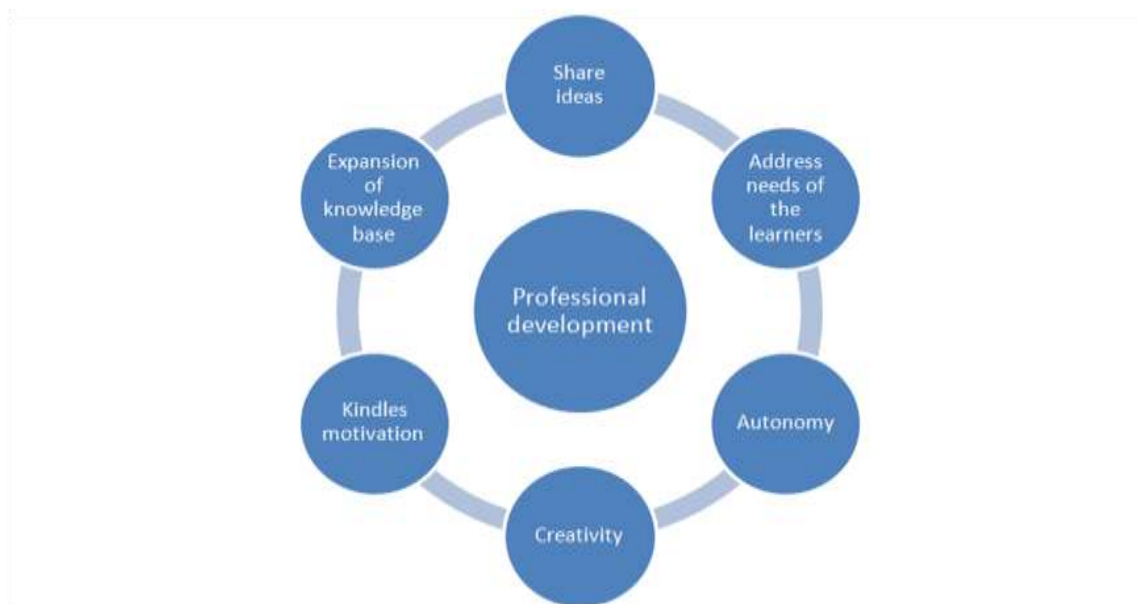 Share
ideas
Address
needs of
the
learners
Autonomy
Creativity
Kindles
motivation
Expansion
of
knowledge
base
Professional
development